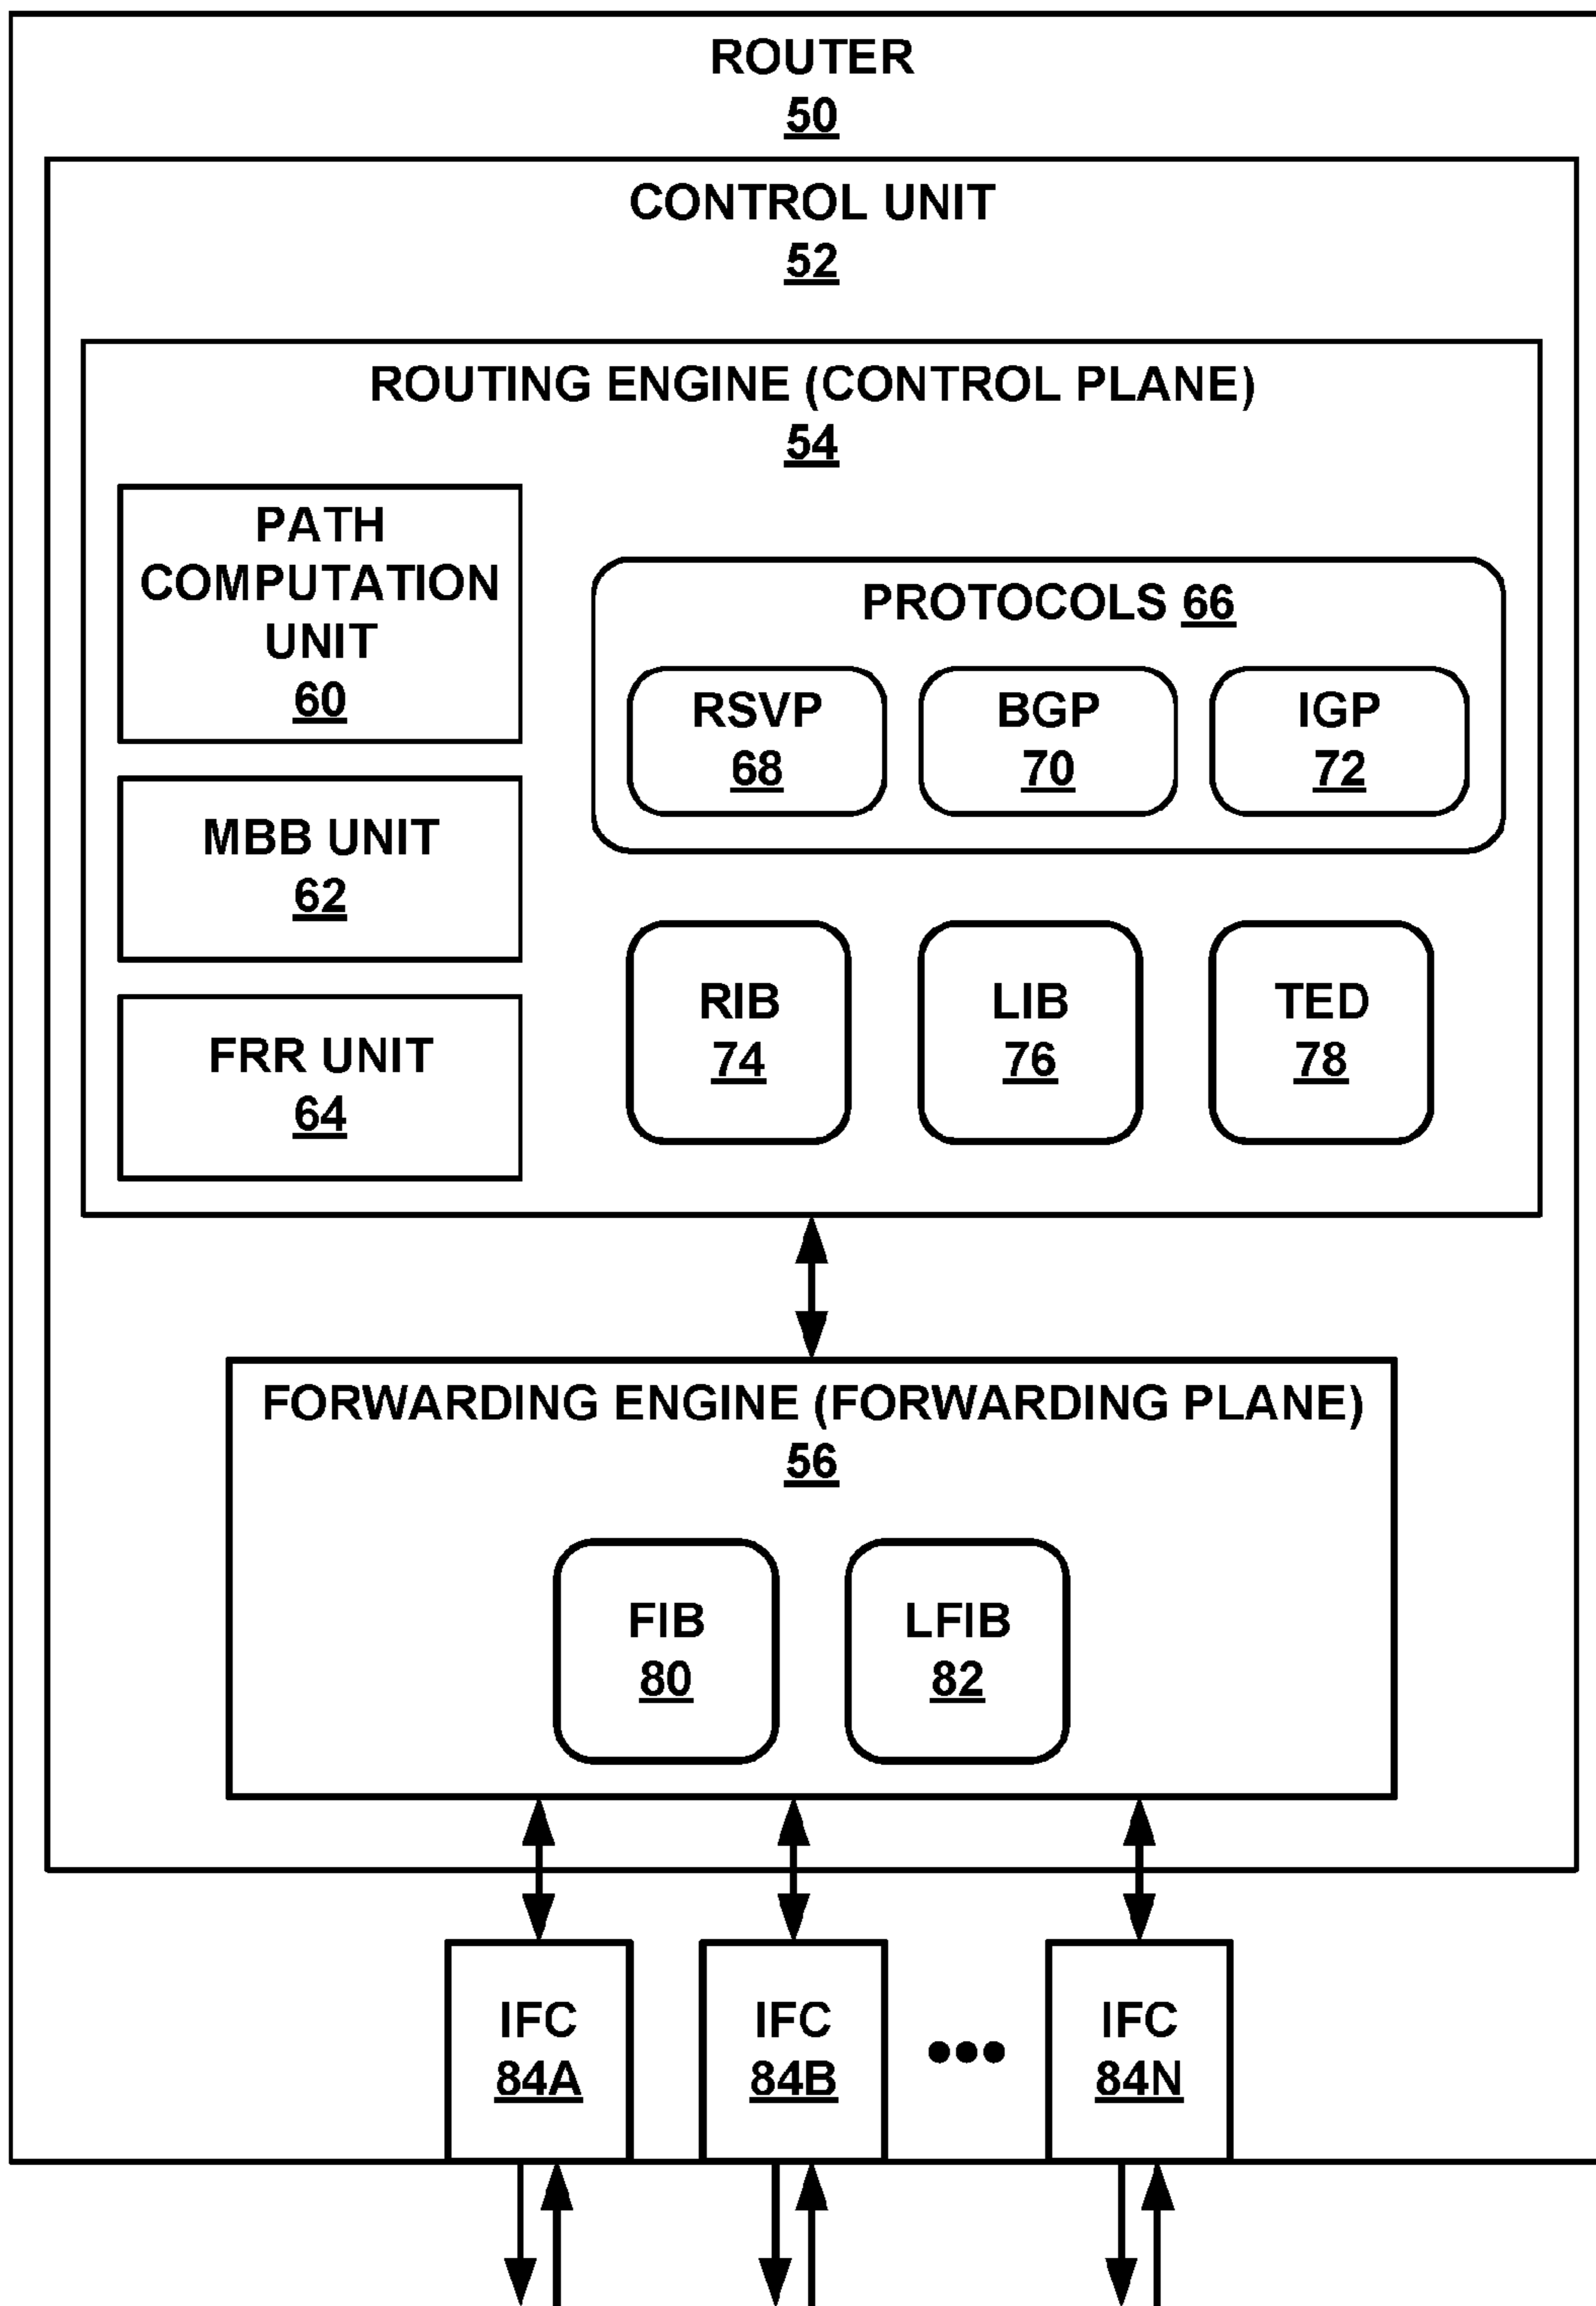 ROUTER
50
CONTROL UNIT
52
ROUTING ENGINE (CONTROL PLANE)
54
PATH
COMPUTATION
UNIT
60
MBB UNIT
62
FRR UNIT
64
PROTOCOLS 66
RSVP
68
BGP
70
IGP
72
RIB
74
LIB
76
TED
78
FORWARDING ENGINE (FORWARDING PLANE)
56
FIB
80
LFIB
82
IFC
84A
IFC
84B
IFC
84N